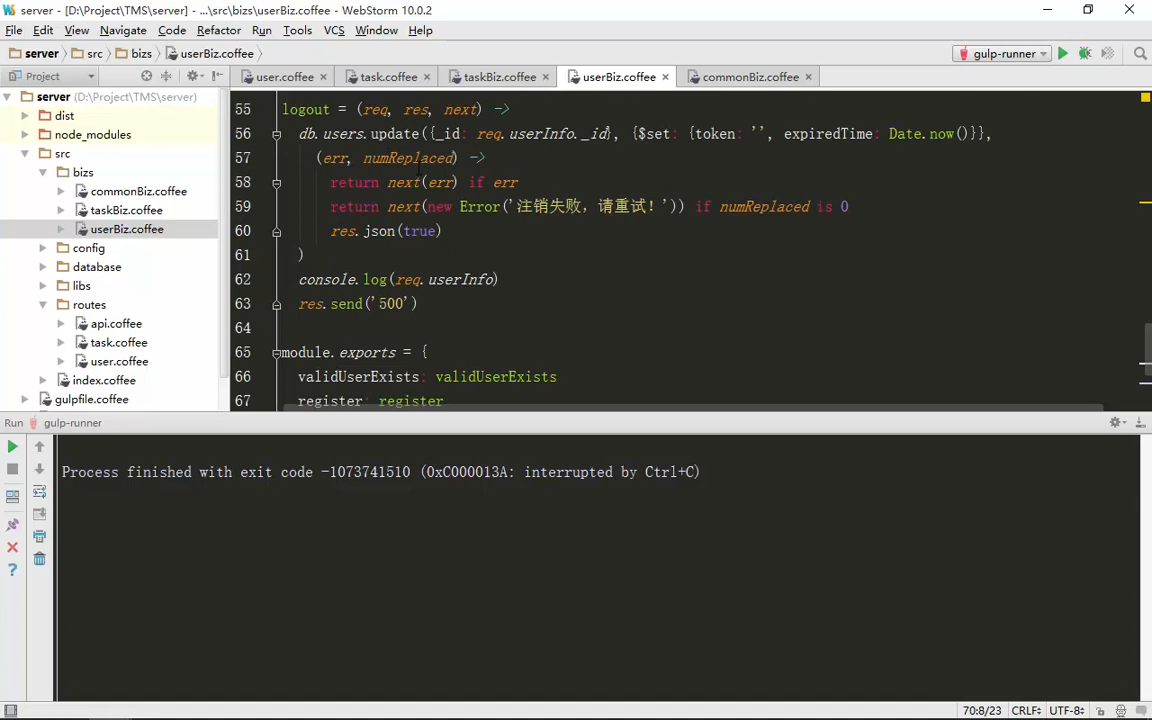 server - [D:\Project\TMS\server] - ...\src\bizs\userBiz.coffee - WebStorm 10.0.2
File Edit View Navigate Code Refactor Run Tools VCS Window Help
server src bizs userBiz.coffee gulp-runner
Project user.coffee task.coffee taskBiz.coffee userBiz.coffee commonBiz.coffee
server (D:\Project\TMS\server)
dist
node_modules
src
bizs
commonBiz.coffee
taskBiz.coffee
userBiz.coffee
config
database
libs
routes
api.coffee
task.coffee
user.coffee
index.coffee
gulpfile.coffee
55 logout = (req, res, next) ->
56 db.users.update({_id: req.userInfo._id}, {$set: {token: '', expiredTime: Date.now()}},
57 (err, numReplaced) ->
58 return next(err) if err
59 return next(new Error('注销失败，请重试！')) if numReplaced is 0
60 res.json(true)
61 )
62 console.log(req.userInfo)
63 res.send('500')
64
65 module.exports = {
66 validUserExists: validUserExists
67 register: register
Run gulp-runner
Process finished with exit code -1073741510 (0xC000013A: interrupted by Ctrl+C)
70:8/23 CRLF UTF-8